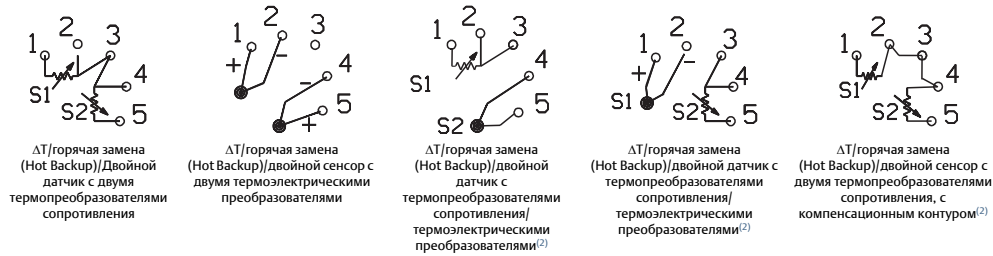 1 2 3 4 5 S1 S2
ΔT/горячая замена
(Hot Backup)/Двойной
датчик с двумя
термопреобразователями
сопротивления
1 2 3 4 5 + − − +
ΔT/горячая замена
(Hot Backup)/двойной сенсор с
двумя термоэлектрическими
преобразователями
1 2 3 4 5 S1 S2
ΔT/горячая замена
(Hot Backup)/двойной
датчик с
термопреобразователями
сопротивления/
термоэлектрическими
преобразователями(2)
1 2 3 4 5 + − S1 S2
ΔT/горячая замена
(Hot Backup)/двойной датчик с
термопреобразователями
сопротивления/
термоэлектрическими
преобразователями(2)
1 2 3 4 5 S1 S2
ΔT/горячая замена
(Hot Backup)/двойной сенсор с
двумя термопреобразователями
сопротивления, с
компенсационным контуром(2)